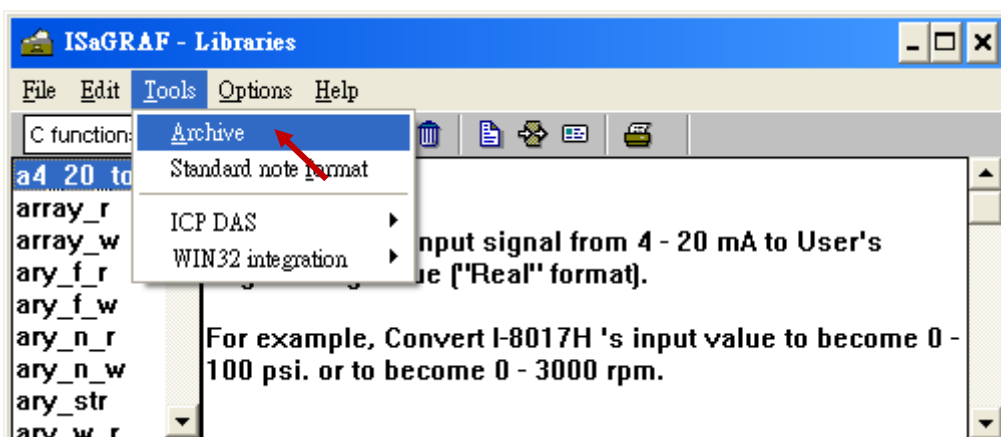 ISaGRAF - Libraries
File Edit Tools Options Help
C function
Archive
Standard note format
ICP DAS
WIN32 integration
a4_20_to
array_r
array_w
ary_f_r
ary_f_w
ary_n_r
ary_n_w
ary_str
ary_w_r
nput signal from 4 - 20 mA to User's
ue ("Real" format).
For example, Convert I-8017H 's input value to become 0 -
100 psi. or to become 0 - 3000 rpm.